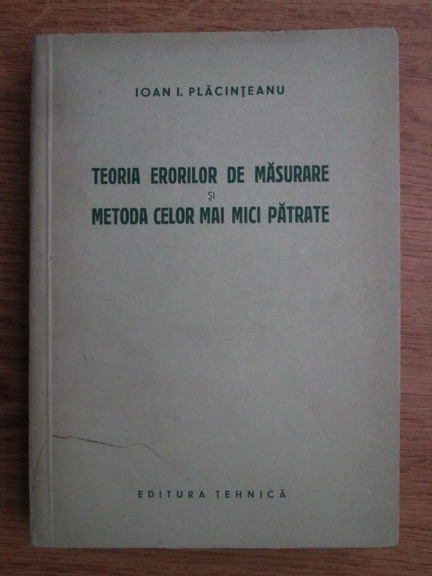 IOAN I. PLĂCINȚEANU
TEORIA ERORILOR DE MĂSURARE
ȘI
METODA CELOR MAI MICI PĂTRATE
EDITURA TEHNICĂ